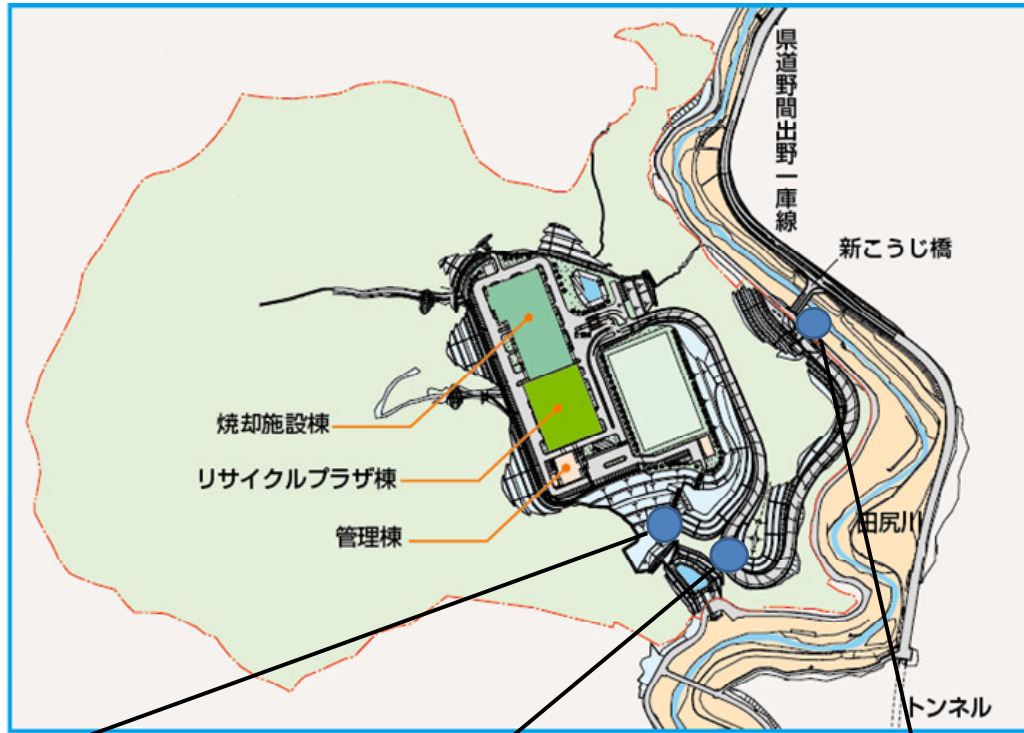 県道野間出野一庫線
新こうじ橋
焼却施設棟
リサイクルプラザ棟
管理棟
田尻川
トンネル